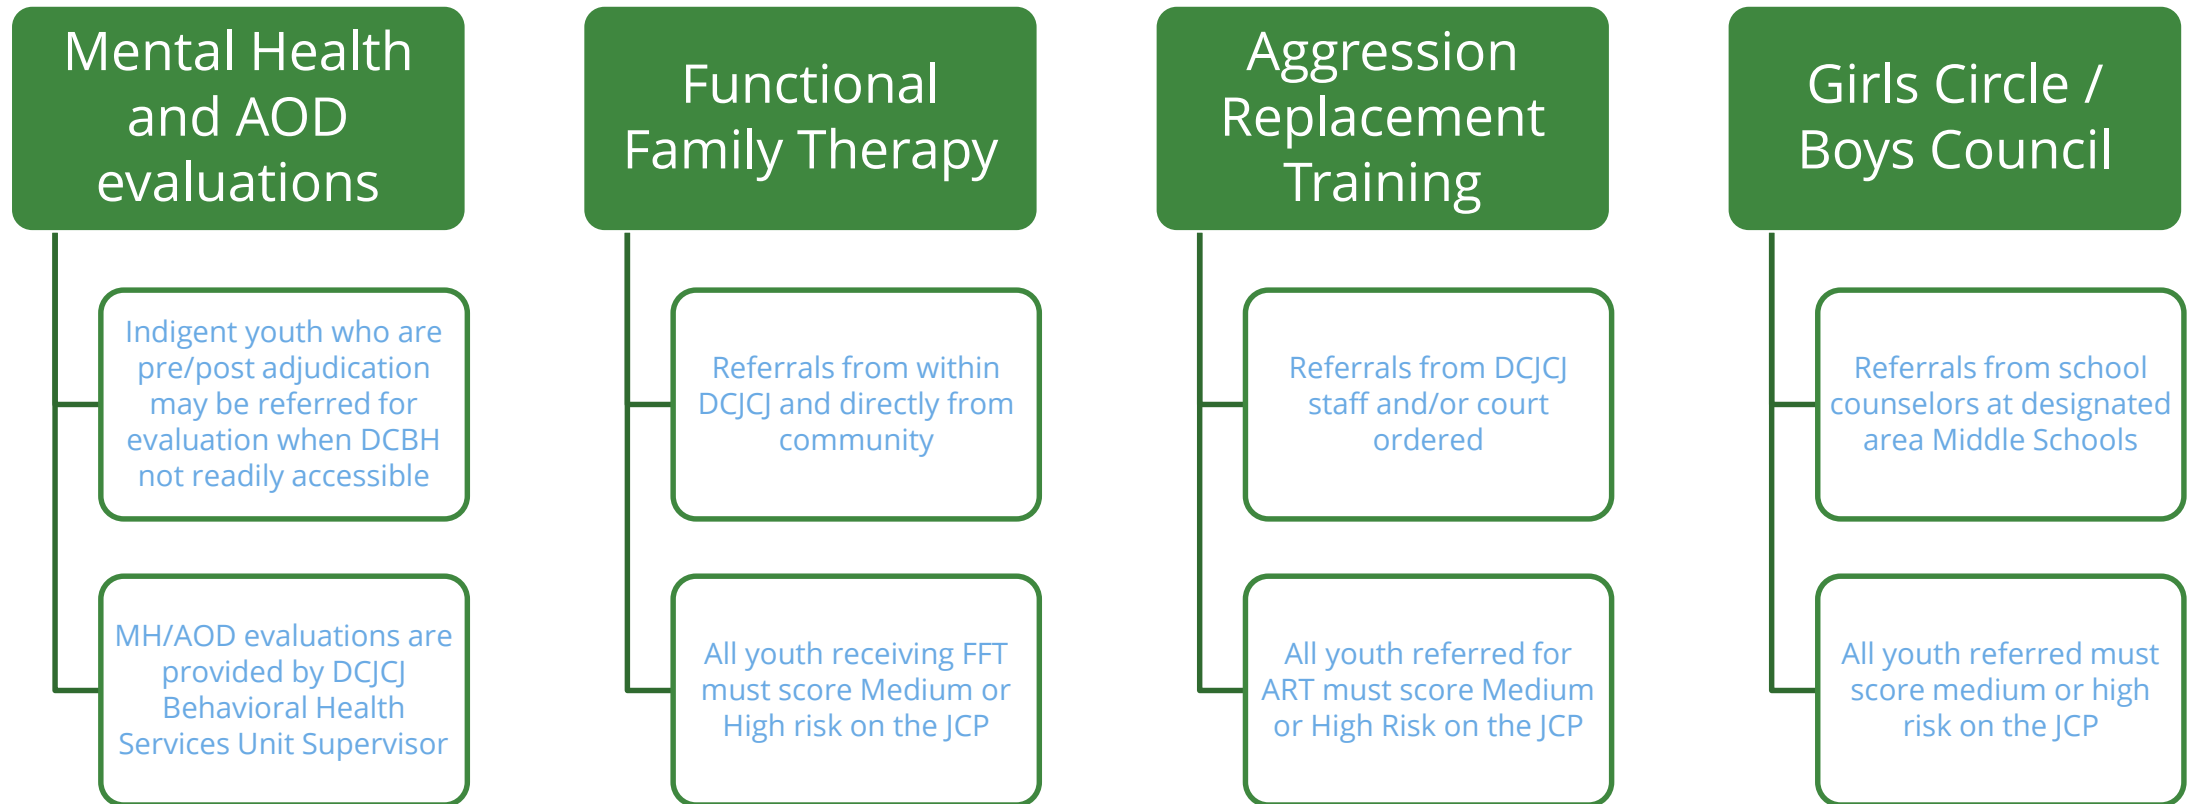 Mental Health
and AOD
evaluations
Indigent youth who are
pre/post adjudication
may be referred for
evaluation when DCBH
not readily accessible
MH/AOD evaluations are
provided by DCJCJ
Behavioral Health
Services Unit Supervisor
Functional
Family Therapy
Referrals from within
DCJCJ and directly from
community
All youth receiving FFT
must score Medium or
High risk on the JCP
Aggression
Replacement
Training
Referrals from DCJCJ
staff and/or court
ordered
All youth referred for
ART must score Medium
or High Risk on the JCP
Girls Circle /
Boys Council
Referrals from school
counselors at designated
area Middle Schools
All youth referred must
score medium or high
risk on the JCP